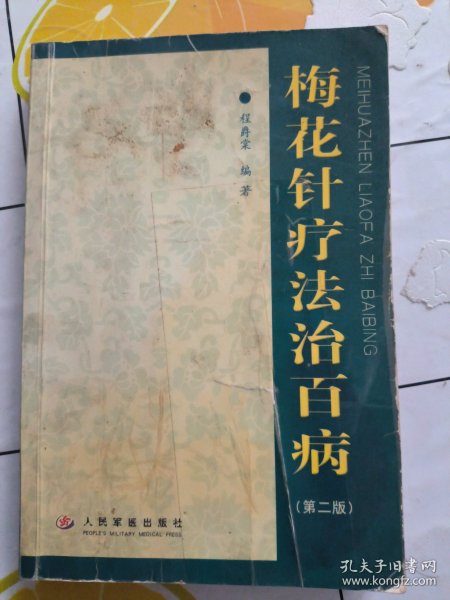 梅花针疗法治百病
MEIHUAZHEN LIAOFA ZHI BAIBING
(第二版)
程爵棠 编著
人民军医出版社
PEOPLE'S MILITARY MEDICAL PRESS
孔夫子旧书网
www.kongfz.com